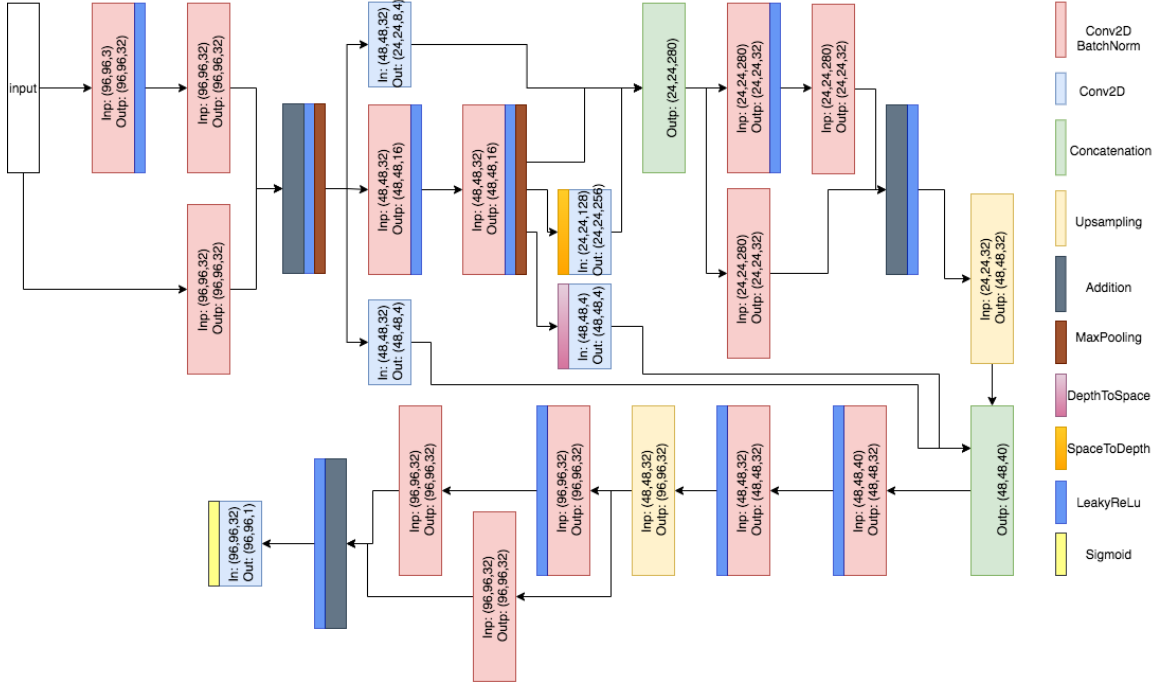 input
Inp: (96,96,3)
Outp: (96,96,32)
Inp: (96,96,32)
Outp: (96,96,32)
Inp: (96,96,32)
Outp: (96,96,32)
In: (48,48,32)
Out: (24,24,8,4)
Inp: (48,48,32)
Outp: (48,48,16)
Inp: (48,48,32)
Outp: (48,48,16)
In: (24,24,128)
Out: (24,24,256)
In: (48,48,4)
Out: (48,48,4)
In: (48,48,32)
Out: (48,48,4)
Outp: (24,24,280)
Inp: (24,24,280)
Outp: (24,24,32)
Inp: (24,24,280)
Outp: (24,24,32)
Inp: (24,24,280)
Outp: (24,24,32)
Inp: (24,24,32)
Outp: (48,48,32)
Outp: (48,48,40)
Inp: (48,48,40)
Outp: (48,48,32)
Inp: (48,48,32)
Outp: (48,48,32)
Inp: (48,48,32)
Outp: (96,96,32)
Inp: (96,96,32)
Outp: (96,96,32)
Inp: (96,96,32)
Outp: (96,96,32)
Inp: (96,96,32)
Outp: (96,96,32)
In: (96,96,32)
Out: (96,96,1)
Conv2D
BatchNorm
Conv2D
Concatenation
Upsampling
Addition
MaxPooling
DepthToSpace
SpaceToDepth
LeakyReLu
Sigmoid